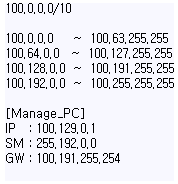 100,0,0,0/10
100,0,0,0 ~ 100,63,255,255
100,64,0,0 ~ 100,127,255,255
100,128,0,0 ~ 100,191,255,255
100,192,0,0 ~ 100,255,255,255
[Manage_PC]
IP : 100,129,0,1
SM : 255,192,0,0
GW : 100,191,255,254